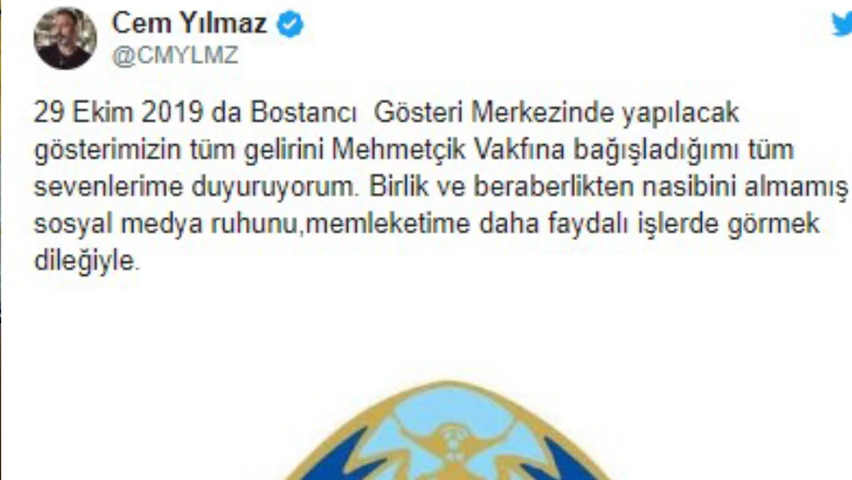 Cem Yılmaz
@CMYLMZ
29 Ekim 2019 da Bostancı  Gösteri Merkezinde yapılacak
gösterimizin tüm gelirini Mehmetçik Vakfına bağışladığımı tüm
sevenlerime duyuruyorum. Birlik ve beraberlikten nasibini almamış
sosyal medya ruhunu,memleketime daha faydalı işlerde görmek
dileğiyle.